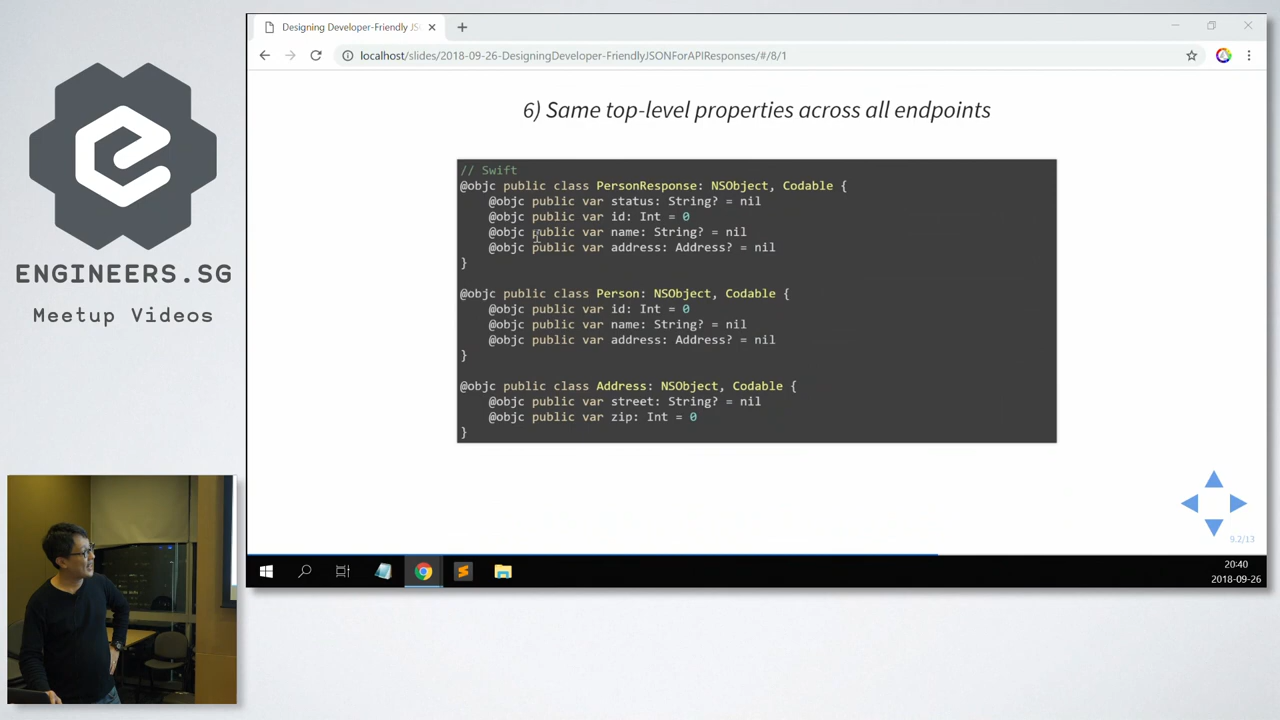 Designing Developer-Friendly JS
localhost/slides/2018-09-26-DesigningDeveloper-FriendlyJSONForAPIResponses/#/8/1
6) Same top-level properties across all endpoints
// Swift
@objc public class PersonResponse: NSObject, Codable {
@objc public var status: String? = nil
@objc public var id: Int = 0
@objc public var name: String? = nil
@objc public var address: Address? = nil
}
@objc public class Person: NSObject, Codable {
@objc public var id: Int = 0
@objc public var name: String? = nil
@objc public var address: Address? = nil
}
@objc public class Address: NSObject, Codable {
@objc public var street: String? = nil
@objc public var zip: Int = 0
}
9.2/13
20:40
2018-09-26
ENGINEERS.SG
Meetup Videos